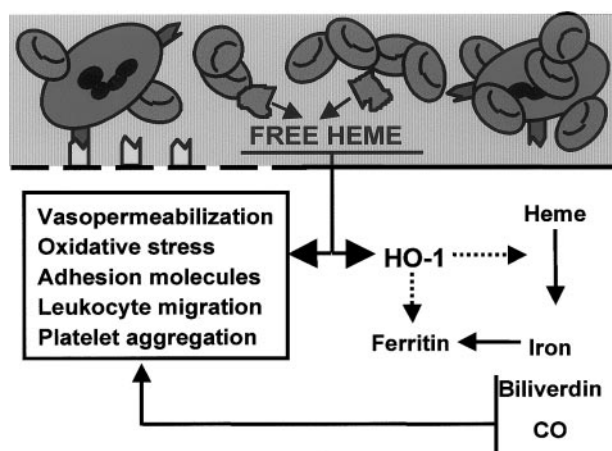 FREE HEME
Vasopermeabilization
Oxidative stress
Adhesion molecules
Leukocyte migration
Platelet aggregation
HO-1
Heme
Ferritin
Iron
Biliverdin
CO